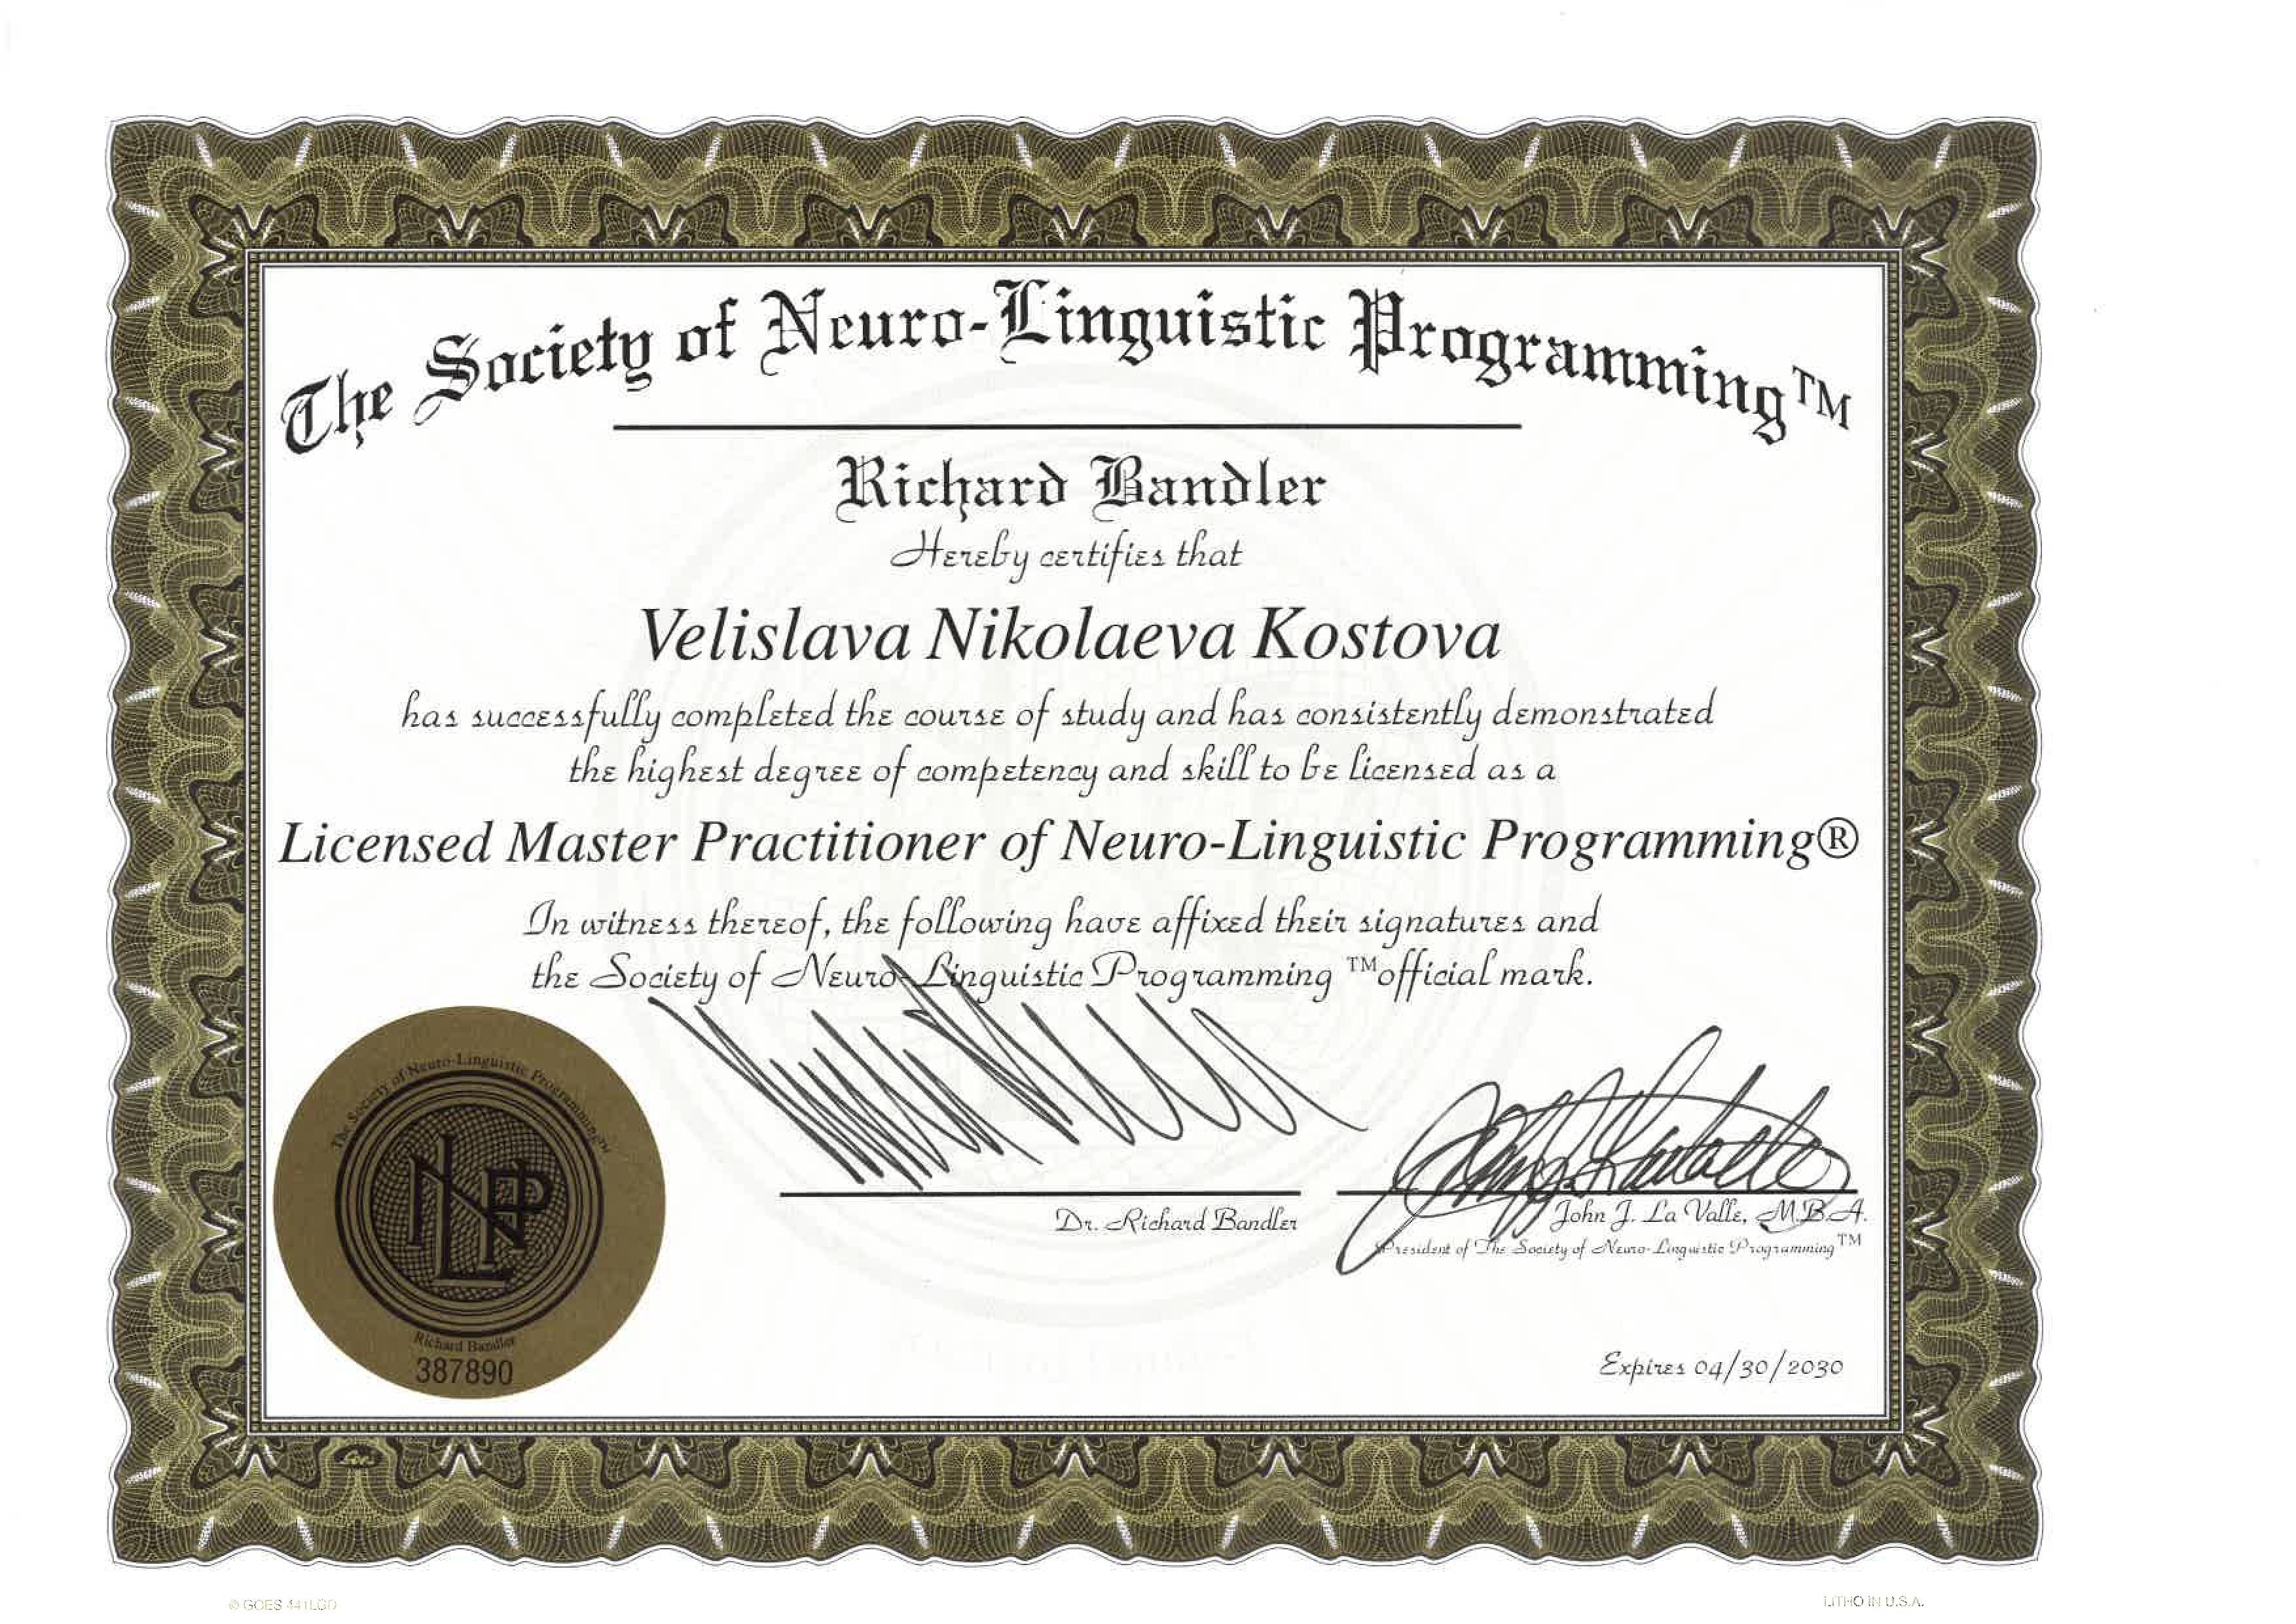 The Society of Neuro-Linguistic Programming™
Richard Bandler
Hereby certifies that
Velislava Nikolaeva Kostova
has successfully completed the course of study and has consistently demonstrated
the highest degree of competency and skill to be licensed as a
Licensed Master Practitioner of Neuro-Linguistic Programming®
In witness thereof, the following have affixed their signatures and
the Society of Neuro-Linguistic Programming ™official mark.
The Society of Neuro-Linguistic Programming™
NLP
Richard Bandler
387890
Dr. Richard Bandler
John J. La Valle, M.B.A.
President of The Society of Neuro-Linguistic Programming™
Expires 04/30/2030
Goes
© GOES 441LGD
LITHO IN U.S.A.